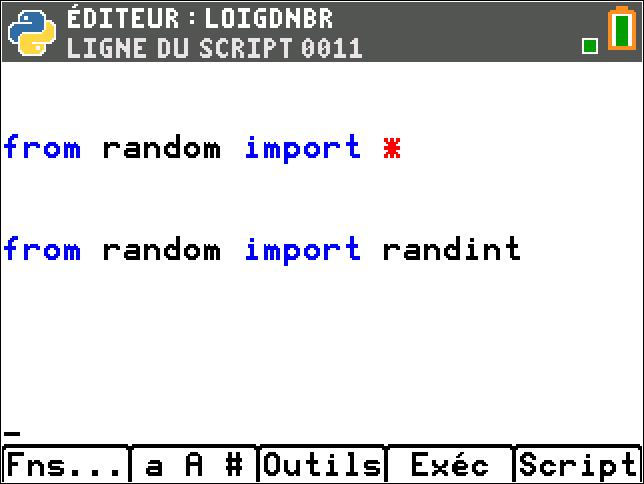 ÉDITEUR : LOIGDNBR
LIGNE DU SCRIPT 0011
from random import *
from random import randint
_
Fns... a A # Outils Exéc Script